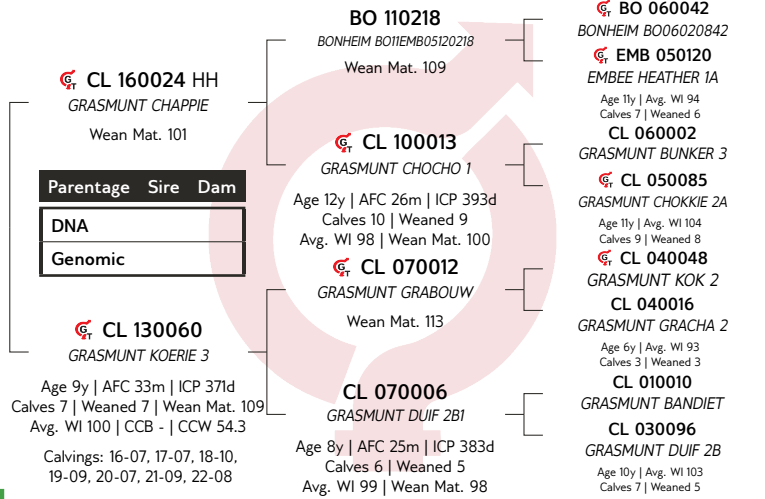 CL 160024 HH
GRASMUNT CHAPPIE
Wean Mat. 101
Parentage Sire Dam
DNA
Genomic
CL 130060
GRASMUNT KOERIE 3
Age 9y | AFC 33m | ICP 371d
Calves 7 | Weaned 7 | Wean Mat. 109
Avg. WI 100 | CCB - | CCW 54.3
Calvings: 16-07, 17-07, 18-10,
19-09, 20-07, 21-09, 22-08
BO 110218
BONHEIM BO11EMB05120218
Wean Mat. 109
CL 100013
GRASMUNT CHOCHO 1
Age 12y | AFC 26m | ICP 393d
Calves 10 | Weaned 9
Avg. WI 98 | Wean Mat. 100
CL 070012
GRASMUNT GRABOUW
Wean Mat. 113
CL 070006
GRASMUNT DUIF 2B1
Age 8y | AFC 25m | ICP 383d
Calves 6 | Weaned 5
Avg. WI 99 | Wean Mat. 98
BO 060042
BONHEIM BO06020842
EMB 050120
EMBEE HEATHER 1A
Age 11y | Avg. WI 94
Calves 7 | Weaned 6
CL 060002
GRASMUNT BUNKER 3
CL 050085
GRASMUNT CHOKKIE 2A
Age 11y | Avg. WI 104
Calves 9 | Weaned 8
CL 040048
GRASMUNT KOK 2
CL 040016
GRASMUNT GRACHA 2
Age 6y | Avg. WI 93
Calves 3 | Weaned 3
CL 010010
GRASMUNT BANDIET
CL 030096
GRASMUNT DUIF 2B
Age 10y | Avg. WI 103
Calves 7 | Weaned 5